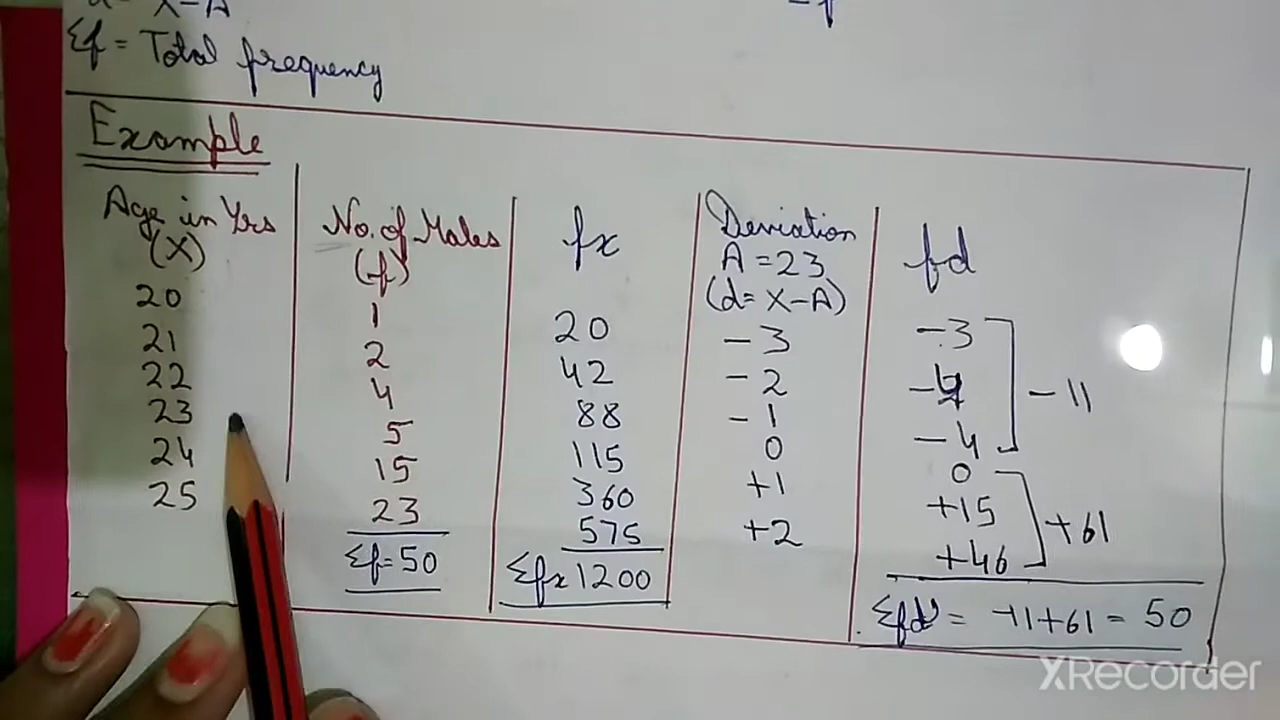 d = X-A
Σf = Total frequency
Example
Age in Yrs (X) No. of Males (f) fx Deviation A = 23 (d= X-A) fd
20 1 20 -3 -3
21 2 42 -2 -4
22 4 88 -1 -4 -11
23 5 115 0 0
24 15 360 +1 +15
25 23 575 +2 +46 +61
Σf=50 Σfx 1200 Σfd = -11+61 = 50
XRecorder